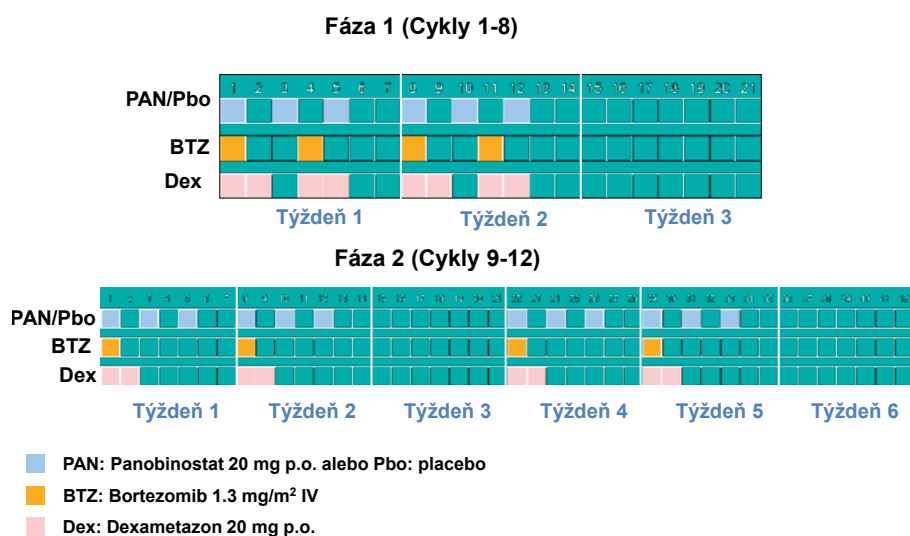 Fáza 1 (Cykly 1-8)
1 2 3 4 5 6 7 8 9 10 11 12 13 14 15 16 17 18 19 20 21
PAN/Pbo
BTZ
Dex
Týždeň 1 Týždeň 2 Týždeň 3
Fáza 2 (Cykly 9-12)
PAN/Pbo
BTZ
Dex
Týždeň 1 Týždeň 2 Týždeň 3 Týždeň 4 Týždeň 5 Týždeň 6
PAN: Panobinostat 20 mg p.o. alebo Pbo: placebo
BTZ: Bortezomib 1.3 mg/m² IV
Dex: Dexametazon 20 mg p.o.